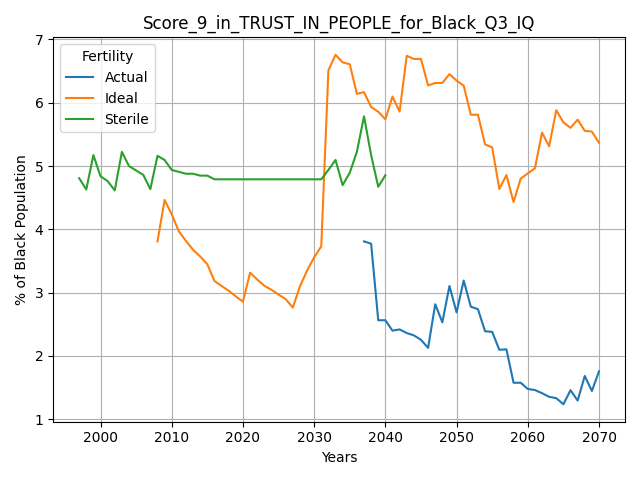 Score_9_in_TRUST_IN_PEOPLE_for_Black_Q3_IQ
Fertility
Actual
Ideal
Sterile
% of Black Population
7
6
5
4
3
2
1
2000 2010 2020 2030 2040 2050 2060 2070
Years